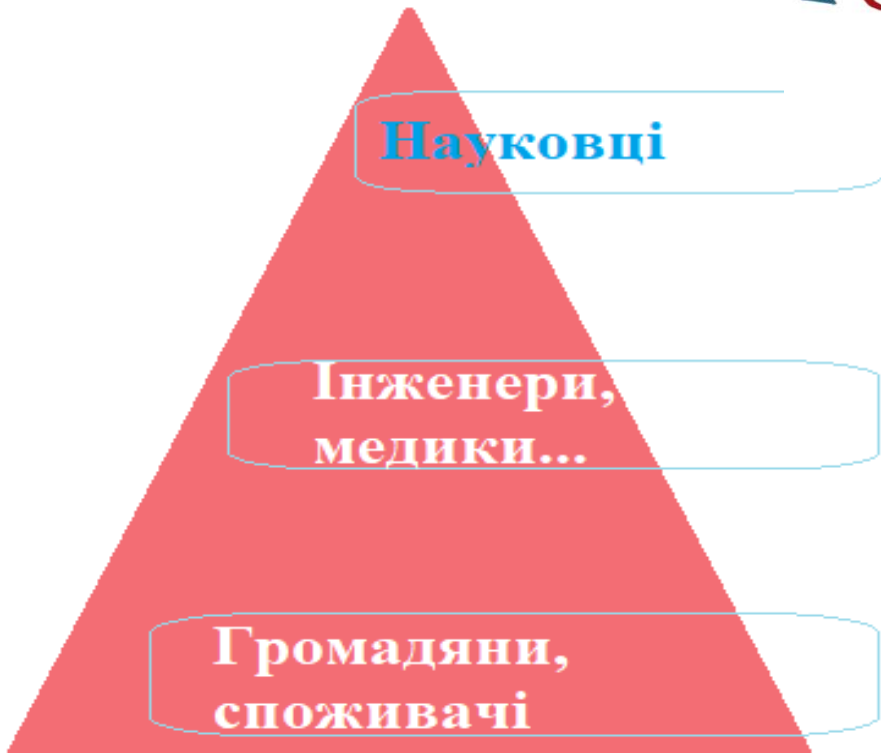 Науковці
Інженери,
медики...
Громадяни,
споживачі